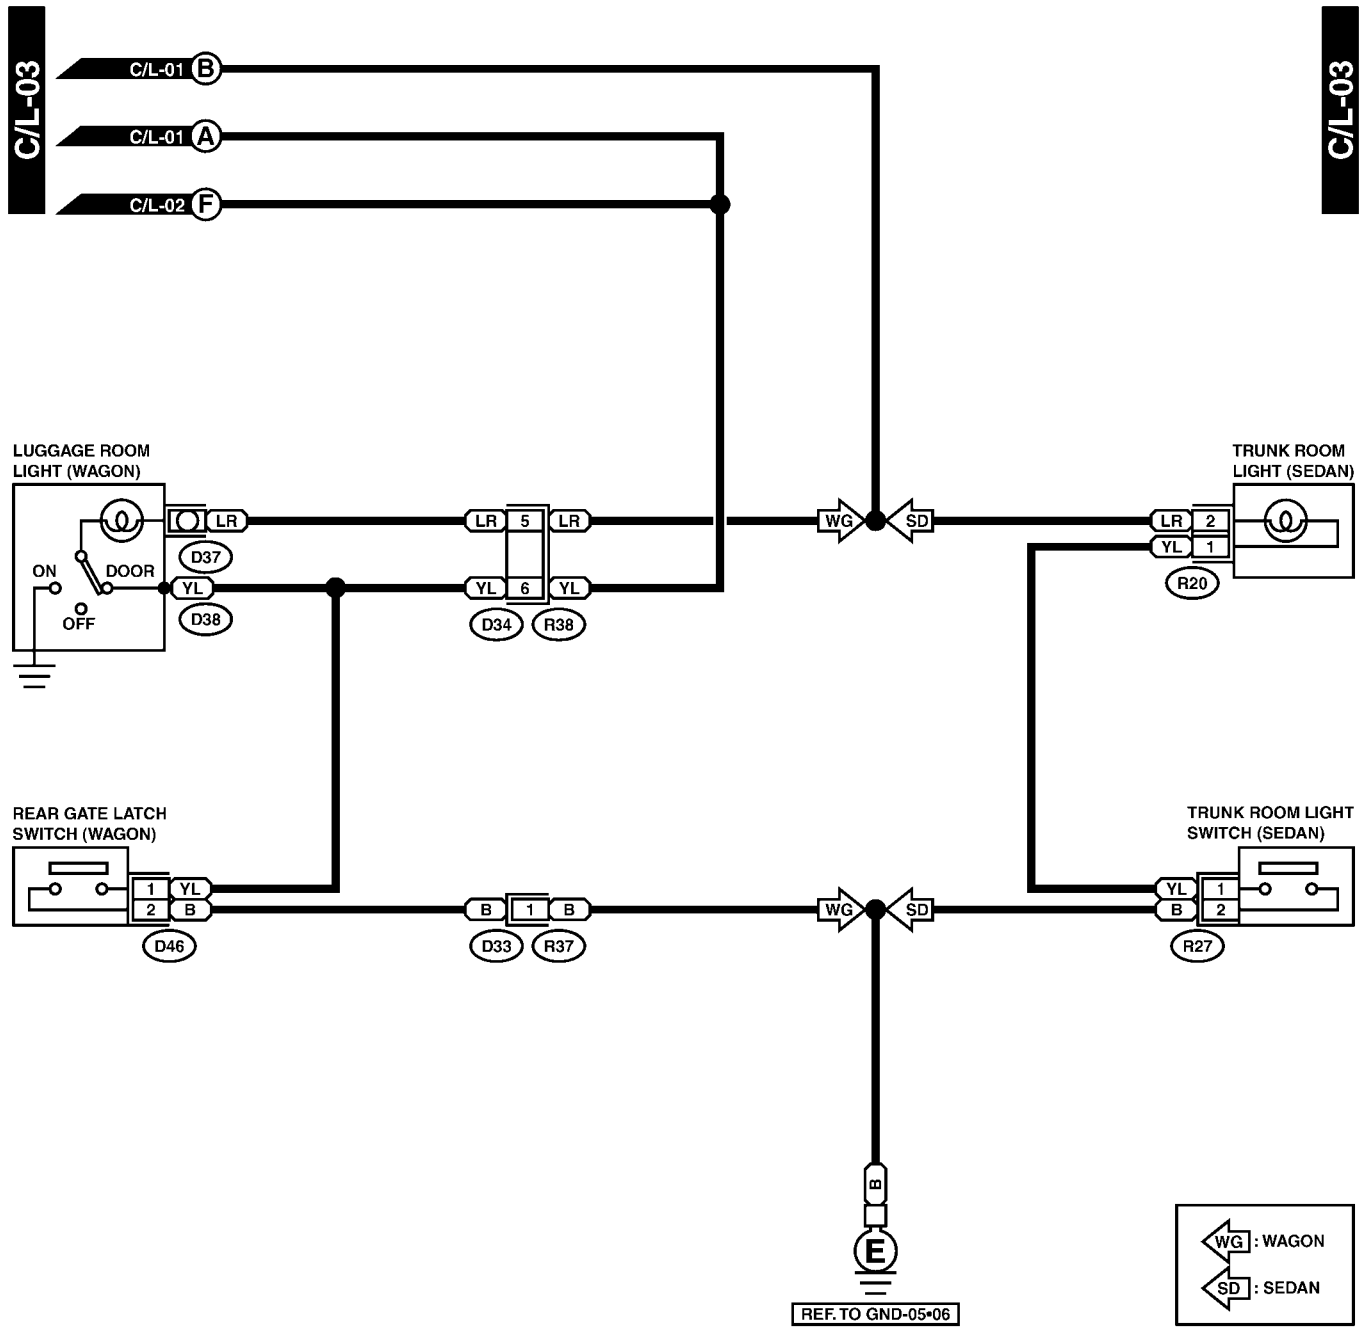 C/L-03
C/L-03
C/L-01 B
C/L-01 A
C/L-02 F
LUGGAGE ROOM
LIGHT (WAGON)
TRUNK ROOM
LIGHT (SEDAN)
LR LR 5 LR WG SD LR 2
YL 1
D37
R20
ON DOOR YL YL 6 YL
OFF
D38 D34 R38
REAR GATE LATCH
SWITCH (WAGON)
TRUNK ROOM LIGHT
SWITCH (SEDAN)
1 YL YL 1
2 B B 1 B WG SD B 2
D46 D33 R37 R27
B
E
REF. TO GND-05•06
WG : WAGON
SD : SEDAN